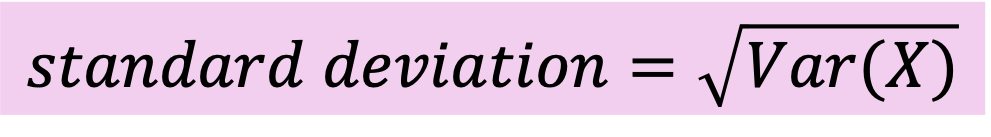 standard deviation = √Var(X)